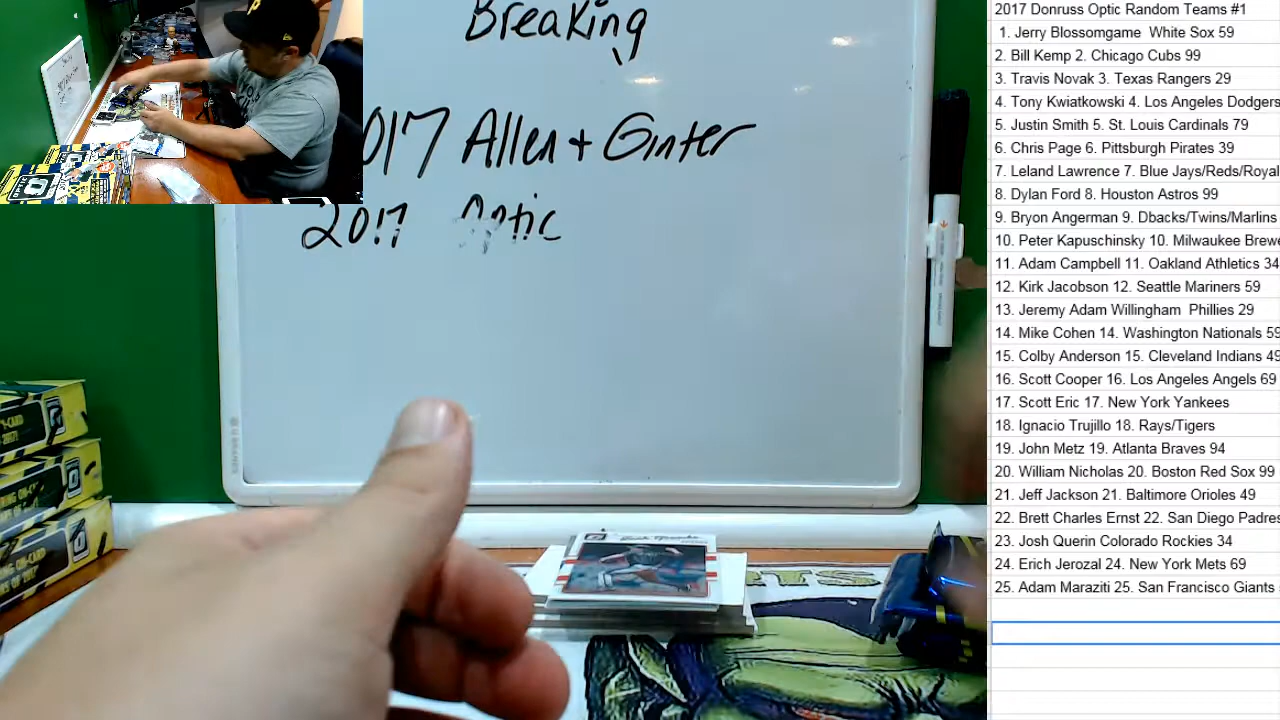 Breaking
2017 Allen + Ginter
2017 Optic
2017 Donruss Optic Random Teams #1
1. Jerry Blossomgame White Sox 59
2. Bill Kemp 2. Chicago Cubs 99
3. Travis Novak 3. Texas Rangers 29
4. Tony Kwiatkowski 4. Los Angeles Dodgers
5. Justin Smith 5. St. Louis Cardinals 79
6. Chris Page 6. Pittsburgh Pirates 39
7. Leland Lawrence 7. Blue Jays/Reds/Royal
8. Dylan Ford 8. Houston Astros 99
9. Bryon Angerman 9. Dbacks/Twins/Marlins
10. Peter Kapuschinsky 10. Milwaukee Brewe
11. Adam Campbell 11. Oakland Athletics 34
12. Kirk Jacobson 12. Seattle Mariners 59
13. Jeremy Adam Willingham Phillies 29
14. Mike Cohen 14. Washington Nationals 59
15. Colby Anderson 15. Cleveland Indians 49
16. Scott Cooper 16. Los Angeles Angels 69
17. Scott Eric 17. New York Yankees
18. Ignacio Trujillo 18. Rays/Tigers
19. John Metz 19. Atlanta Braves 94
20. William Nicholas 20. Boston Red Sox 99
21. Jeff Jackson 21. Baltimore Orioles 49
22. Brett Charles Ernst 22. San Diego Padres
23. Josh Querin Colorado Rockies 34
24. Erich Jerozal 24. New York Mets 69
25. Adam Maraziti 25. San Francisco Giants